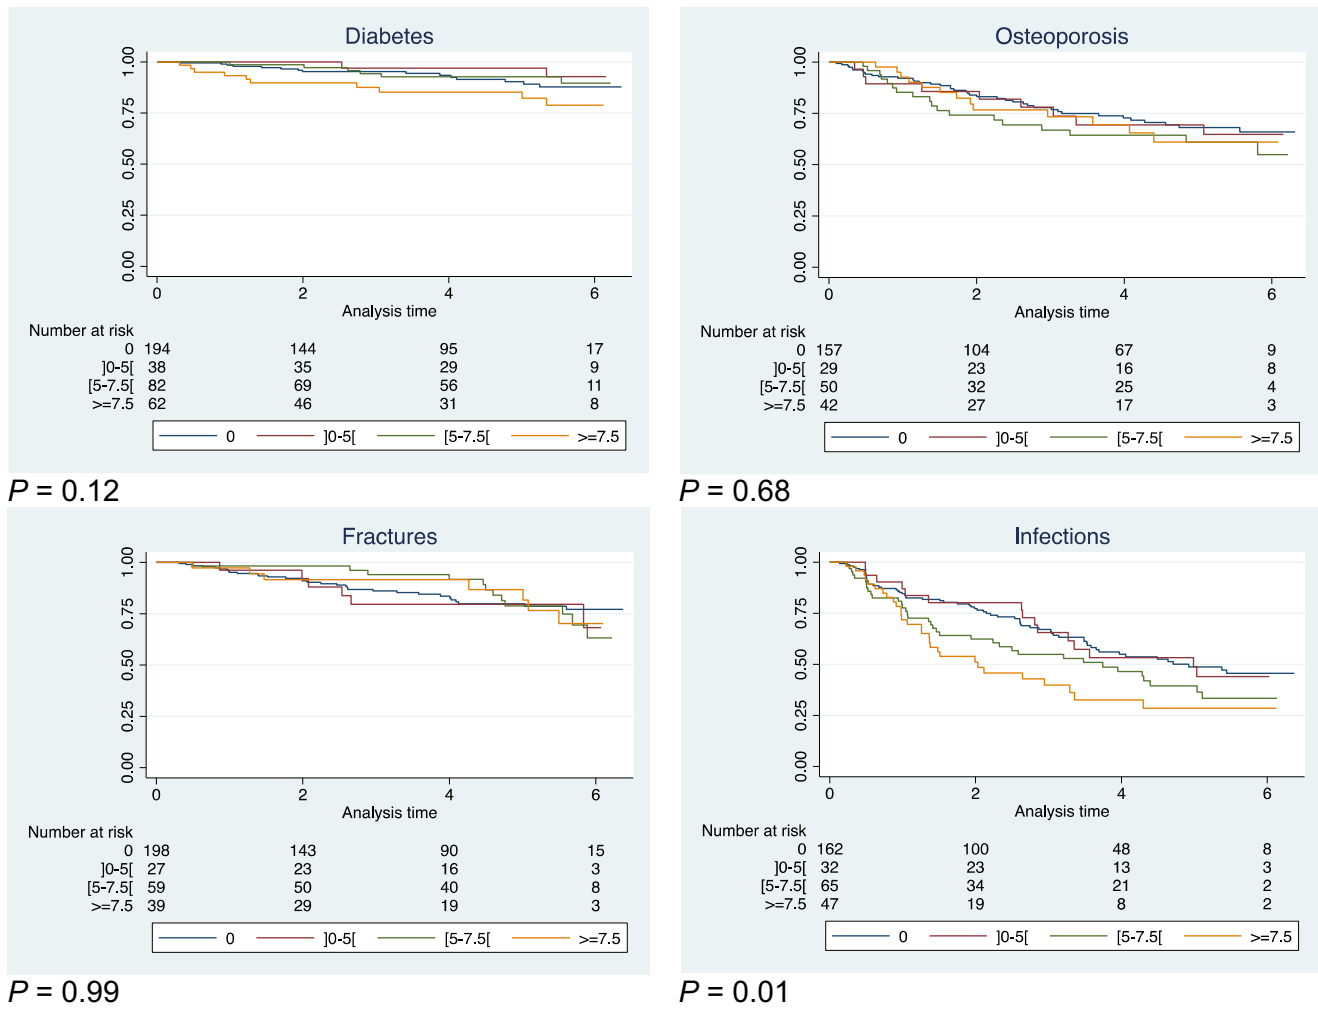 Diabetes
1.00
0.75
0.50
0.25
0.00
0 2 4 6
Analysis time
Number at risk
0 194 144 95 17
]0-5[ 38 35 29 9
[5-7.5[ 82 69 56 11
>=7.5 62 46 31 8
0 ]0-5[ [5-7.5[ >=7.5
P = 0.12
Osteoporosis
1.00
0.75
0.50
0.25
0.00
0 2 4 6
Analysis time
Number at risk
0 157 104 67 9
]0-5[ 29 23 16 8
[5-7.5[ 50 32 25 4
>=7.5 42 27 17 3
0 ]0-5[ [5-7.5[ >=7.5
P = 0.68
Fractures
1.00
0.75
0.50
0.25
0.00
0 2 4 6
Analysis time
Number at risk
0 198 143 90 15
]0-5[ 27 23 16 3
[5-7.5[ 59 50 40 8
>=7.5 39 29 19 3
0 ]0-5[ [5-7.5[ >=7.5
P = 0.99
Infections
1.00
0.75
0.50
0.25
0.00
0 2 4 6
Analysis time
Number at risk
0 162 100 48 8
]0-5[ 32 23 13 3
[5-7.5[ 65 34 21 2
>=7.5 47 19 8 2
0 ]0-5[ [5-7.5[ >=7.5
P = 0.01